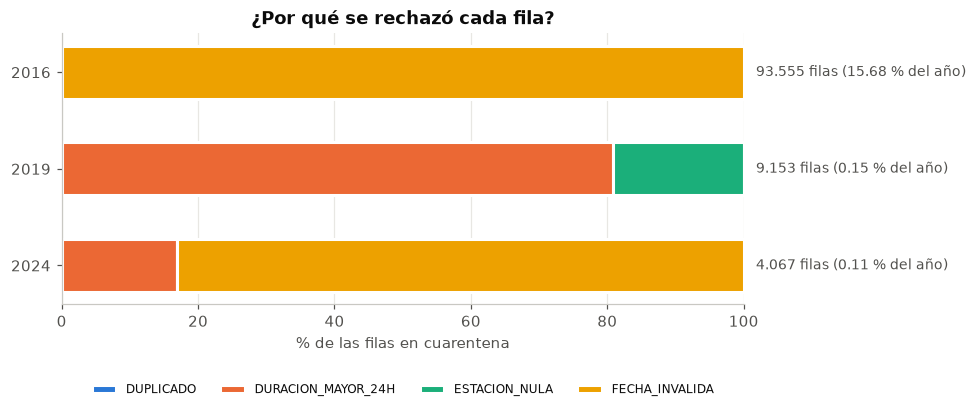 ¿Por qué se rechazó cada fila?
2016
93.555 filas (15.68 % del año)
2019
9.153 filas (0.15 % del año)
2024
4.067 filas (0.11 % del año)
0 20 40 60 80 100
% de las filas en cuarentena
DUPLICADO DURACION_MAYOR_24H ESTACION_NULA FECHA_INVALIDA